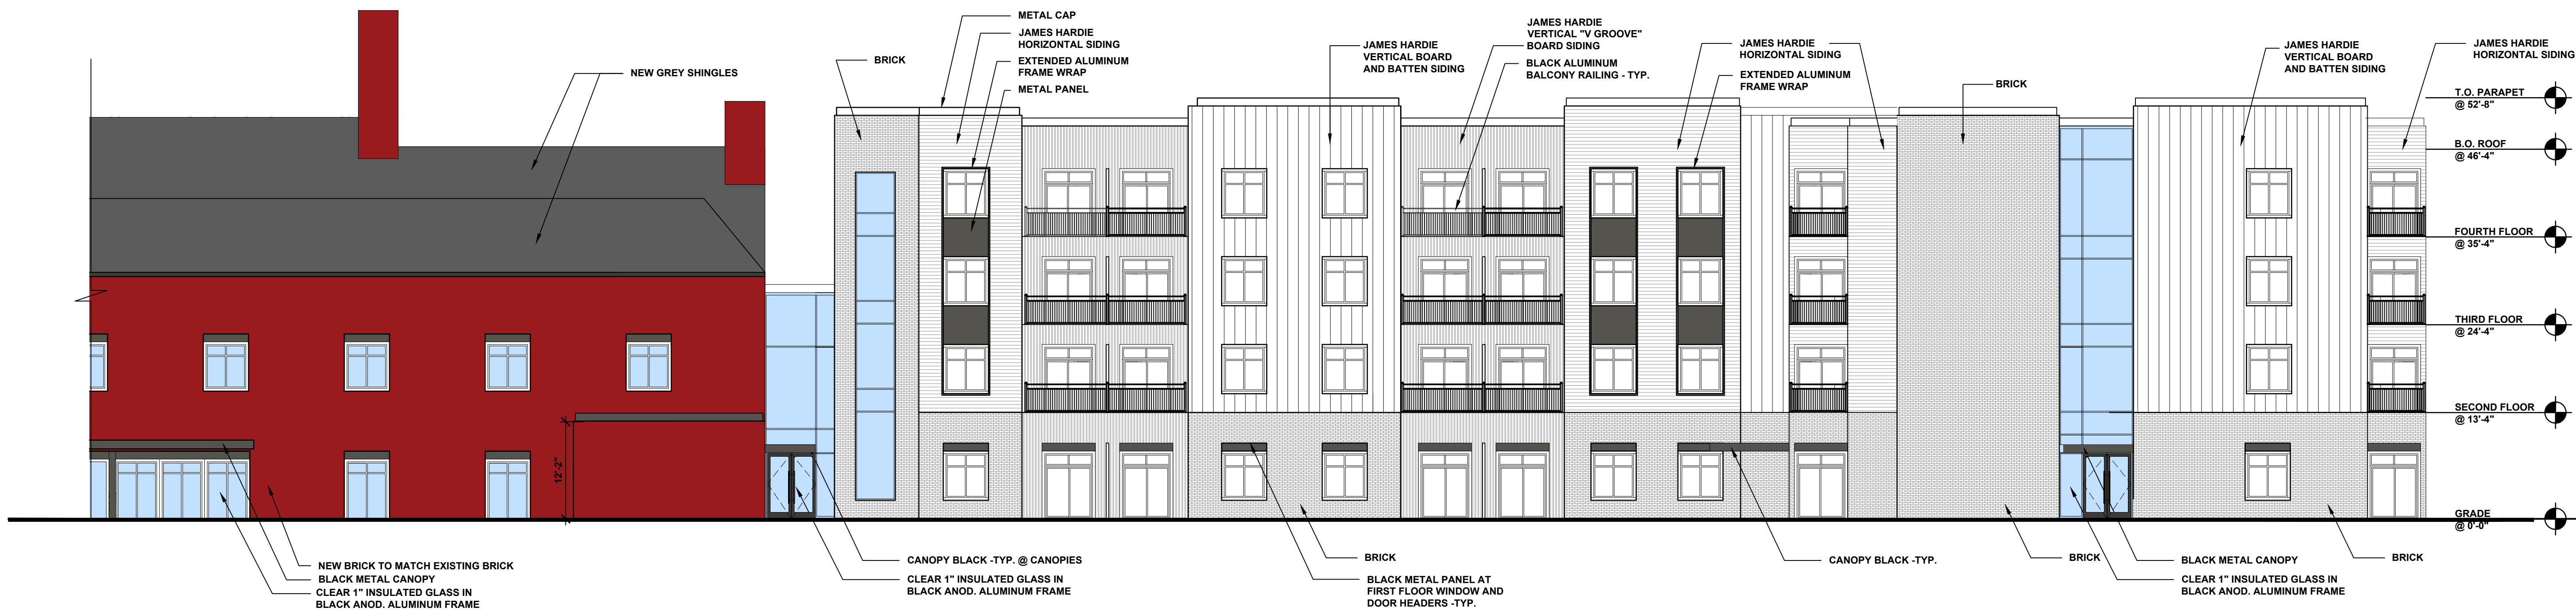 METAL CAP
JAMES HARDIE
HORIZONTAL SIDING
EXTENDED ALUMINUM
FRAME WRAP
METAL PANEL
BRICK
NEW GREY SHINGLES
JAMES HARDIE
VERTICAL BOARD
AND BATTEN SIDING
JAMES HARDIE
VERTICAL "V GROOVE"
BOARD SIDING
BLACK ALUMINUM
BALCONY RAILING - TYP.
JAMES HARDIE
HORIZONTAL SIDING
EXTENDED ALUMINUM
FRAME WRAP
BRICK
JAMES HARDIE
VERTICAL BOARD
AND BATTEN SIDING
JAMES HARDIE
HORIZONTAL SIDING
T.O. PARAPET
@ 52'-8"
B.O. ROOF
@ 46'-4"
FOURTH FLOOR
@ 35'-4"
THIRD FLOOR
@ 24'-4"
SECOND FLOOR
@ 13'-4"
GRADE
@ 0'-0"
12'-2"
NEW BRICK TO MATCH EXISTING BRICK
BLACK METAL CANOPY
CLEAR 1" INSULATED GLASS IN
BLACK ANOD. ALUMINUM FRAME
CANOPY BLACK -TYP. @ CANOPIES
CLEAR 1" INSULATED GLASS IN
BLACK ANOD. ALUMINUM FRAME
BRICK
BLACK METAL PANEL AT
FIRST FLOOR WINDOW AND
DOOR HEADERS -TYP.
CANOPY BLACK -TYP.
BRICK
BLACK METAL CANOPY
CLEAR 1" INSULATED GLASS IN
BLACK ANOD. ALUMINUM FRAME
BRICK